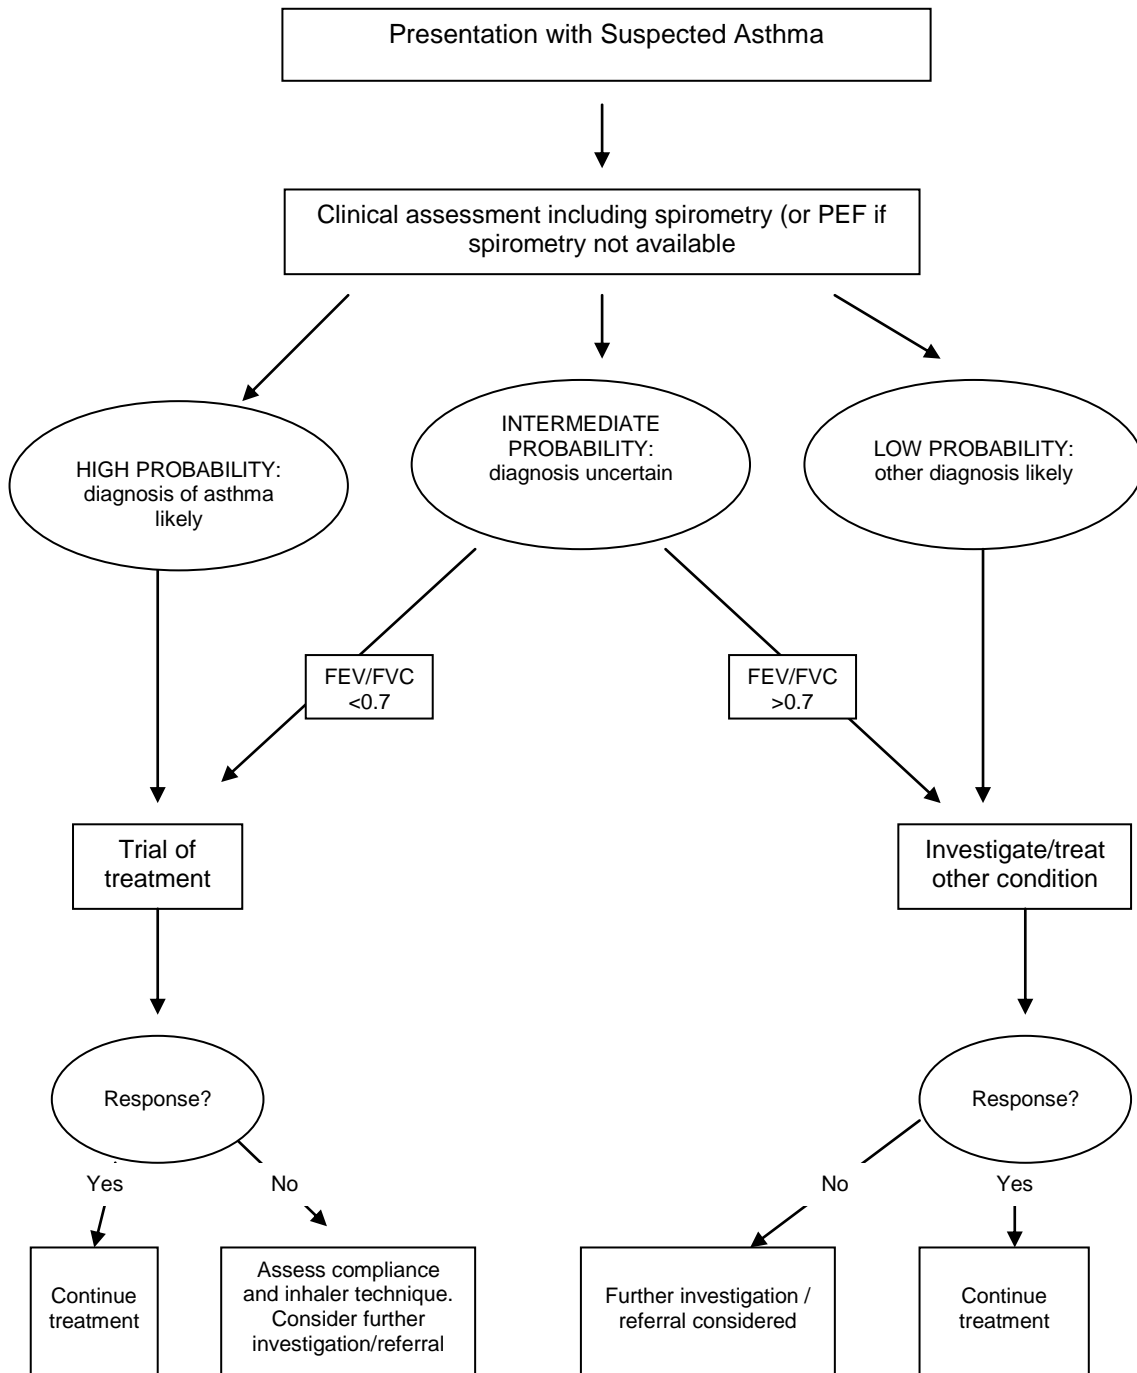 Presentation with Suspected Asthma
Clinical assessment including spirometry (or PEF if
spirometry not available
HIGH PROBABILITY:
diagnosis of asthma
likely
INTERMEDIATE
PROBABILITY:
diagnosis uncertain
LOW PROBABILITY:
other diagnosis likely
FEV/FVC
<0.7
FEV/FVC
>0.7
Trial of
treatment
Investigate/treat
other condition
Response?
Response?
Yes
No
No
Yes
Continue
treatment
Assess compliance
and inhaler technique.
Consider further
investigation/referral
Further investigation /
referral considered
Continue
treatment